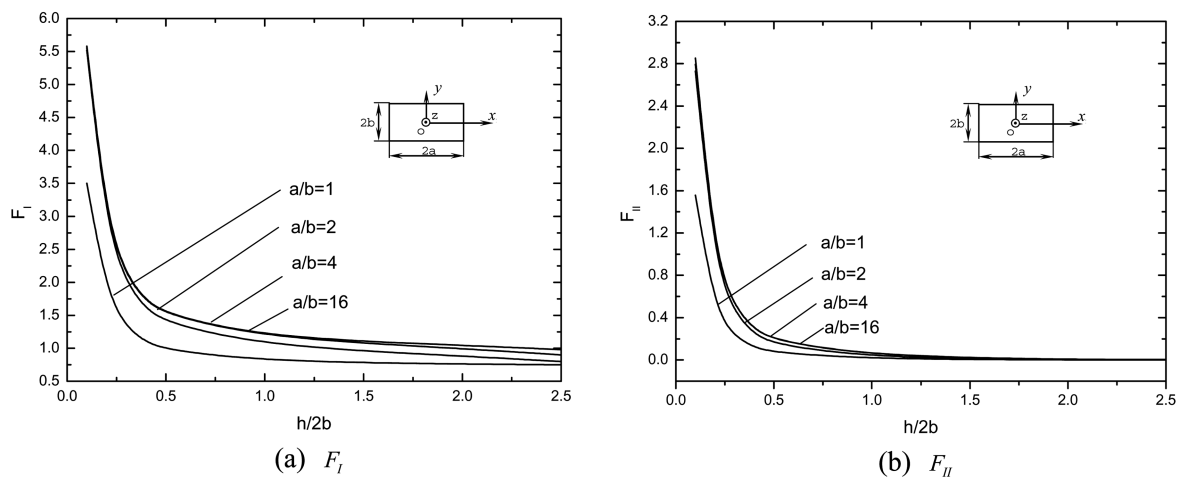 6.0
5.5
5.0
4.5
4.0
3.5
3.0
2.5
2.0
1.5
1.0
0.5
F_I
0.0 0.5 1.0 1.5 2.0 2.5
h/2b
y
x
z
O
2b
2a
a/b=1
a/b=2
a/b=4
a/b=16
(a) F_I
3.2
2.8
2.4
2.0
1.6
1.2
0.8
0.4
0.0
F_II
0.0 0.5 1.0 1.5 2.0 2.5
h/2b
y
x
z
O
2b
2a
a/b=1
a/b=2
a/b=4
a/b=16
(b) F_II